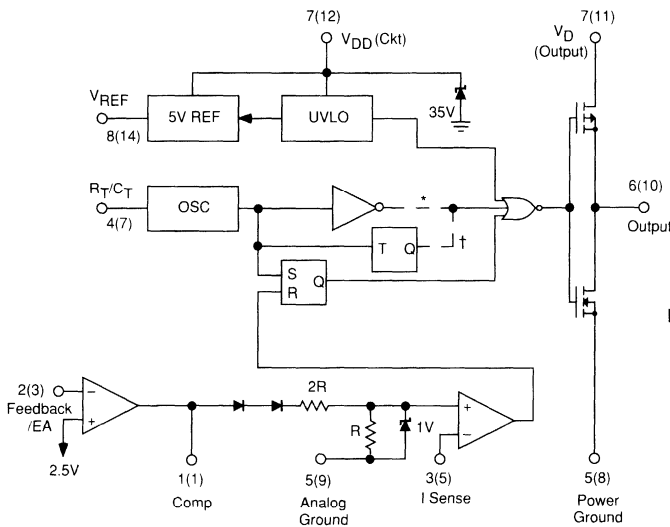 7(12)
VDD (Ckt)
7(11)
VD
(Output)
VREF
8(14)
5V REF
UVLO
35V
RT/CT
4(7)
OSC
*
6(10)
Output
T Q
†
S Q
R
2(3)
Feedback
/EA
−
+
2.5V
2R
R
1V
+
−
1(1)
Comp
5(9)
Analog
Ground
3(5)
I Sense
5(8)
Power
Ground